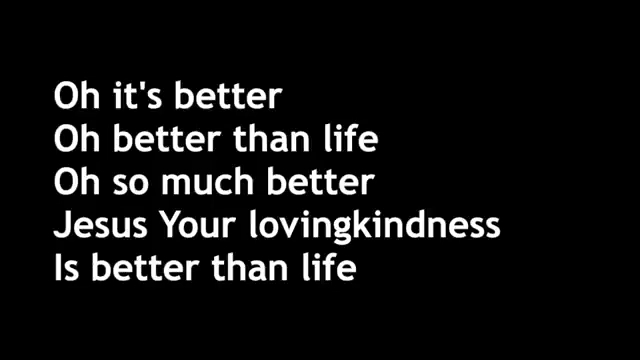 Oh it's better
Oh better than life
Oh so much better
Jesus Your lovingkindness
Is better than life